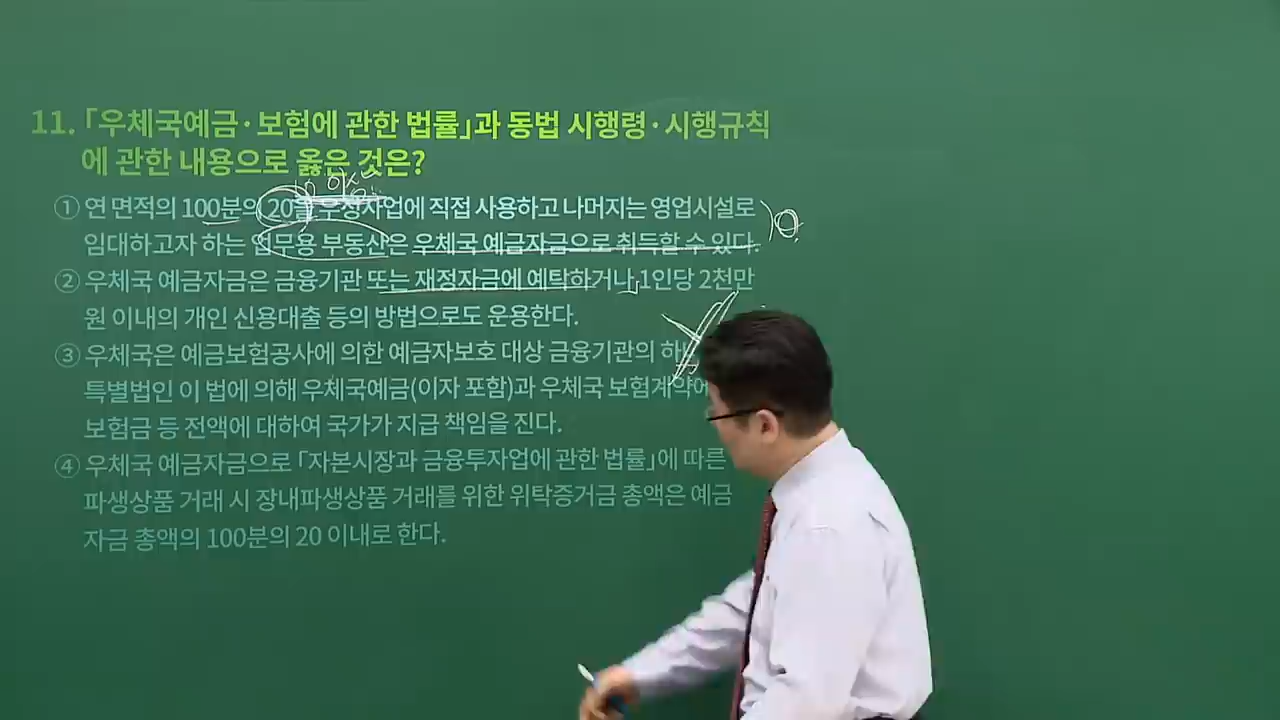 11. 「우체국예금·보험에 관한 법률」과 동법 시행령·시행규칙
에 관한 내용으로 옳은 것은?
① 연 면적의 100분의 20을 우정사업에 직접 사용하고 나머지는 영업시설로
임대하고자 하는 업무용 부동산은 우체국 예금자금으로 취득할 수 있다.
② 우체국 예금자금은 금융기관 또는 재정자금에 예탁하거나, 1인당 2천만
원 이내의 개인 신용대출 등의 방법으로도 운용한다.
③ 우체국은 예금보험공사에 의한 예금자보호 대상 금융기관의
특별법인 이 법에 의해 우체국예금(이자 포함)과 우체국 보험계약에
보험금 등 전액에 대하여 국가가 지급 책임을 진다.
④ 우체국 예금자금으로 「자본시장과 금융투자업에 관한 법률」에 따른
파생상품 거래 시 장내파생상품 거래를 위한 위탁증거금 총액은 예금
자금 총액의 100분의 20 이내로 한다.